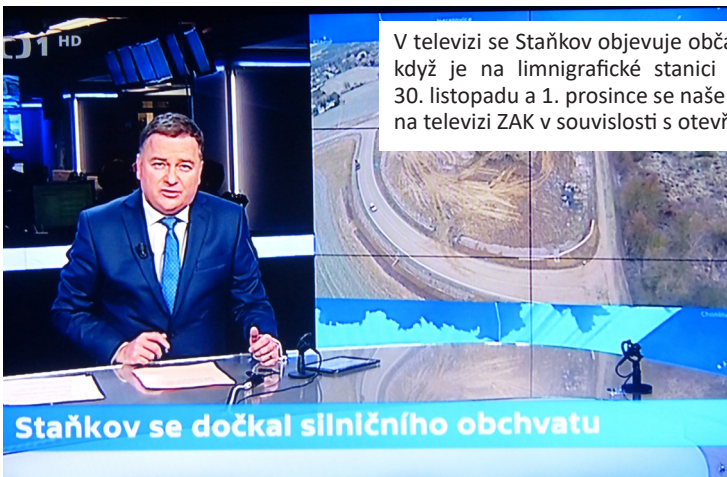 1 HD
V televizi se Staňkov objevuje obča
když je na limnigrafické stanici
30. listopadu a 1. prosince se naše
na televizi ZAK v souvislosti s otevř
Staňkov se dočkal silničního obchvatu